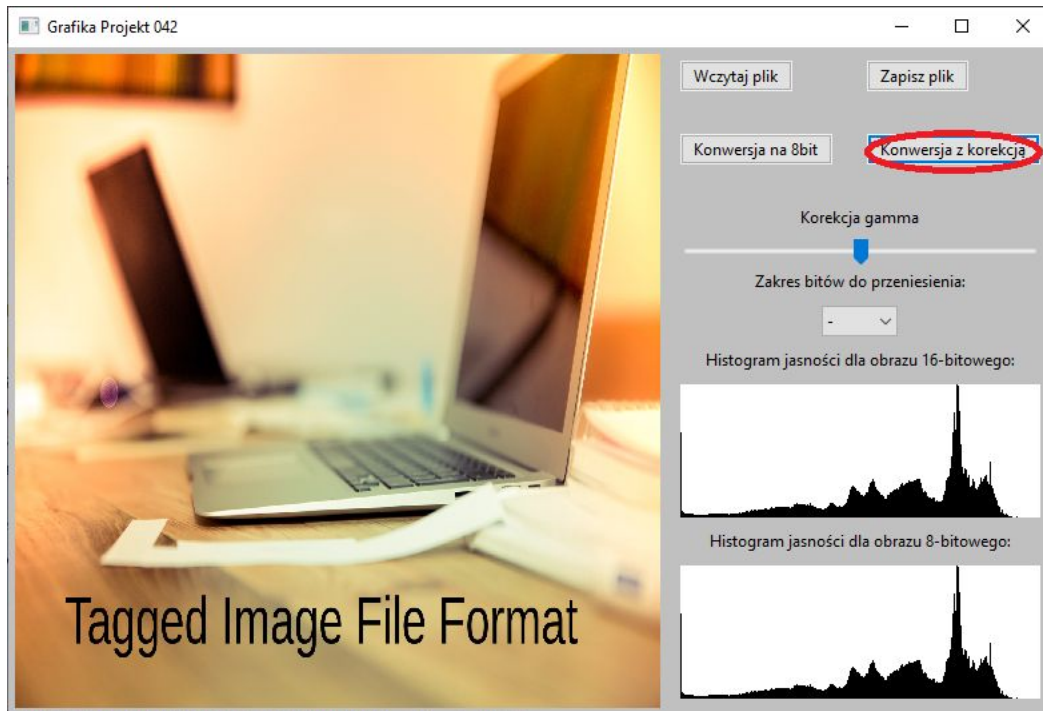 Grafika Projekt 042
Wczytaj plik
Zapisz plik
Konwersja na 8bit
Konwersja z korekcją
Korekcja gamma
Zakres bitów do przeniesienia:
-
Histogram jasności dla obrazu 16-bitowego:
Histogram jasności dla obrazu 8-bitowego:
Tagged Image File Format